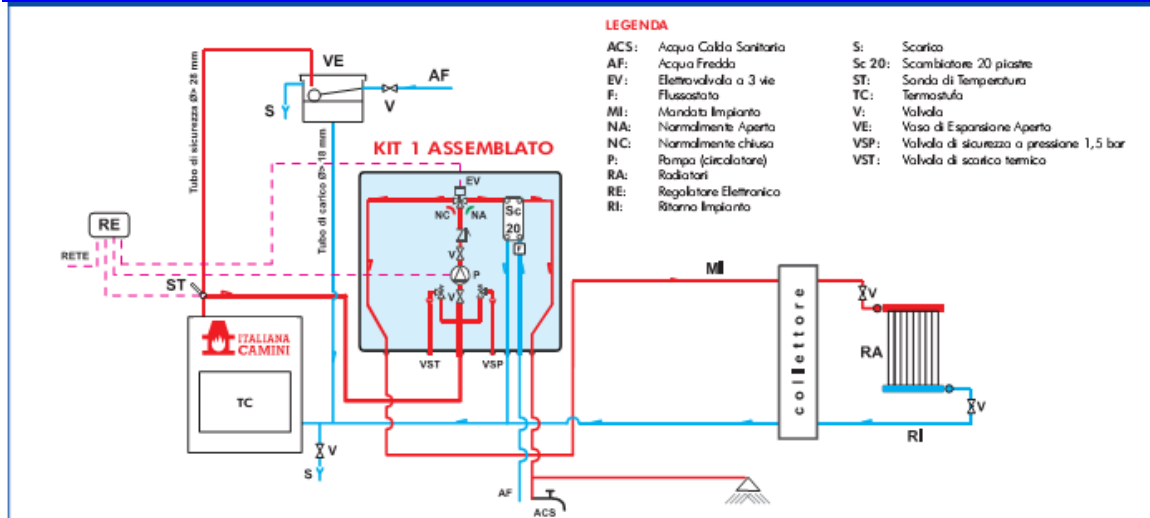 LEGENDA
ACS: Acqua Calda Sanitaria
AF: Acqua Fredda
EV: Elettrovalvola a 3 vie
F: Flussostato
MI: Mandata Impianto
NA: Normalmente Aperta
NC: Normalmente chiusa
P: Pompa (circolatore)
RA: Radiatori
RE: Regolatore Elettronico
RI: Ritorno Impianto
S: Scarico
Sc 20: Scambiatore 20 piastre
ST: Sonda di Temperatura
TC: Termostufa
V: Valvola
VE: Vaso di Espansione Aperto
VSP: Valvola di sicurezza a pressione 1,5 bar
VST: Valvola di scarico termico
Tubo di sicurezza Ø> 28 mm
VE
AF
S
V
Tubo di carico Ø> 18 mm
KIT 1 ASSEMBLATO
EV
NC
NA
Sc
20
F
V
P
V
VST
VSP
RE
RETE
ST
ITALIANA
CAMINI
TC
V
S
MI
collettore
V
RA
V
RI
AF
ACS